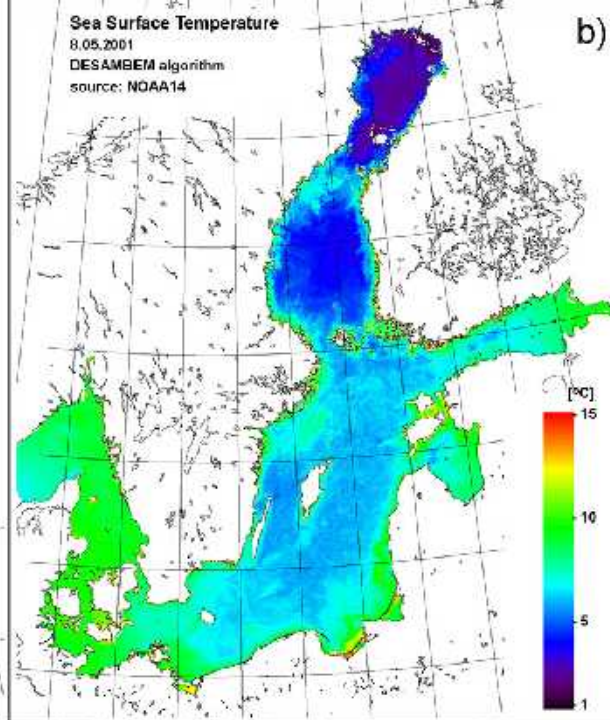 Sea Surface Temperature
8.05.2001
DESAMBEM algorithm
source: NOAA14
b)
[°C]
15
10
5
1